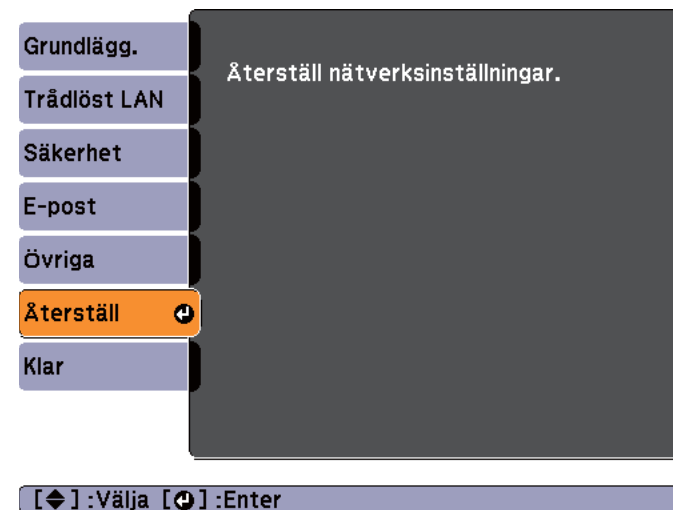 Grundlägg.
Trådlöst LAN
Säkerhet
E-post
Övriga
Återställ
Klar
Återställ nätverksinställningar.
[◆] :Välja [⏎] :Enter